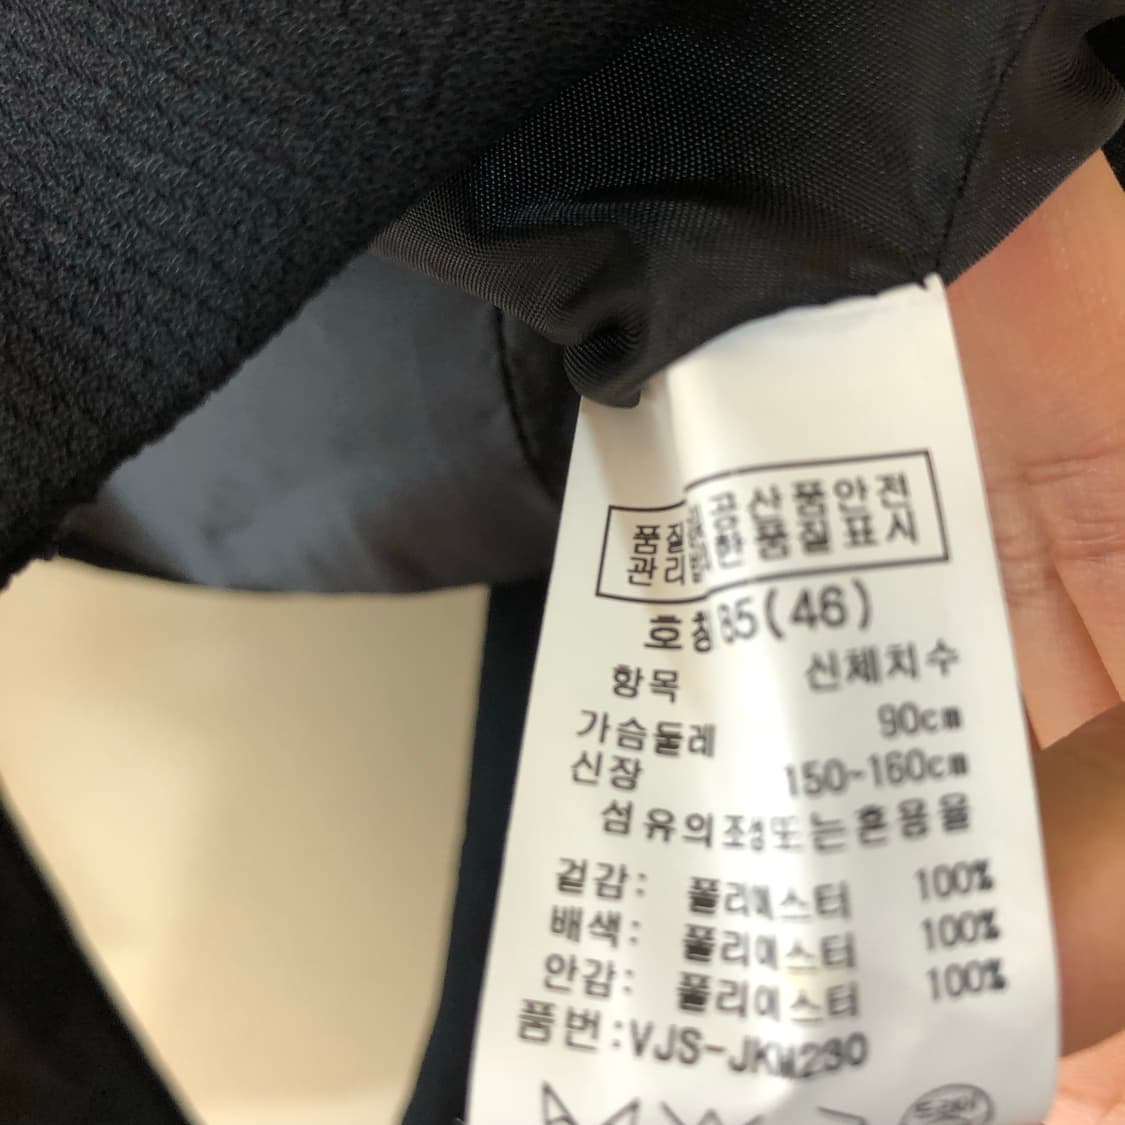 품질 공산품안전
관리 한품질표시
호칭 85(46)
항목 신체치수
가슴둘레 90cm
신장 150-160cm
섬유의 조성또는혼용율
겉감: 폴리에스터 100%
배색: 폴리에스터 100%
안감: 폴리에스터 100%
품번:VJS-JKM230